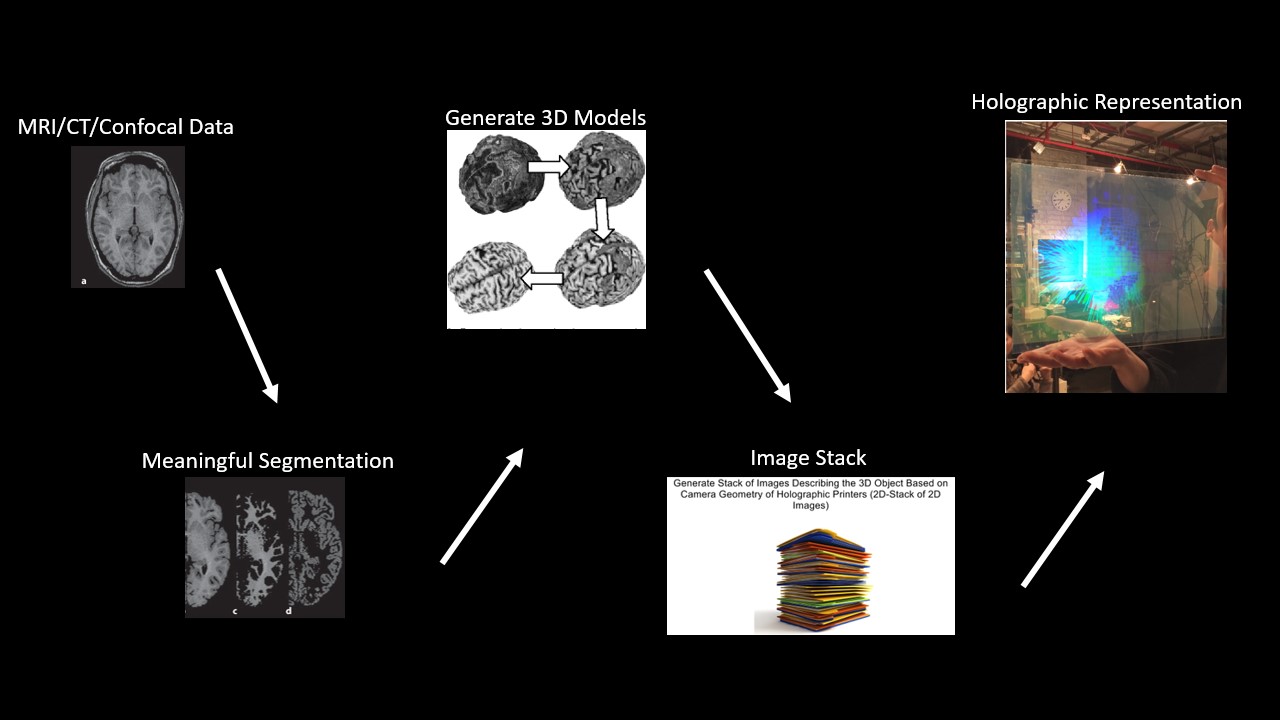 MRI/CT/Confocal Data
a
Meaningful Segmentation
c
d
Generate 3D Models
Image Stack
Generate Stack of Images Describing the 3D Object Based on
Camera Geometry of Holographic Printers (2D-Stack of 2D
Images)
Holographic Representation